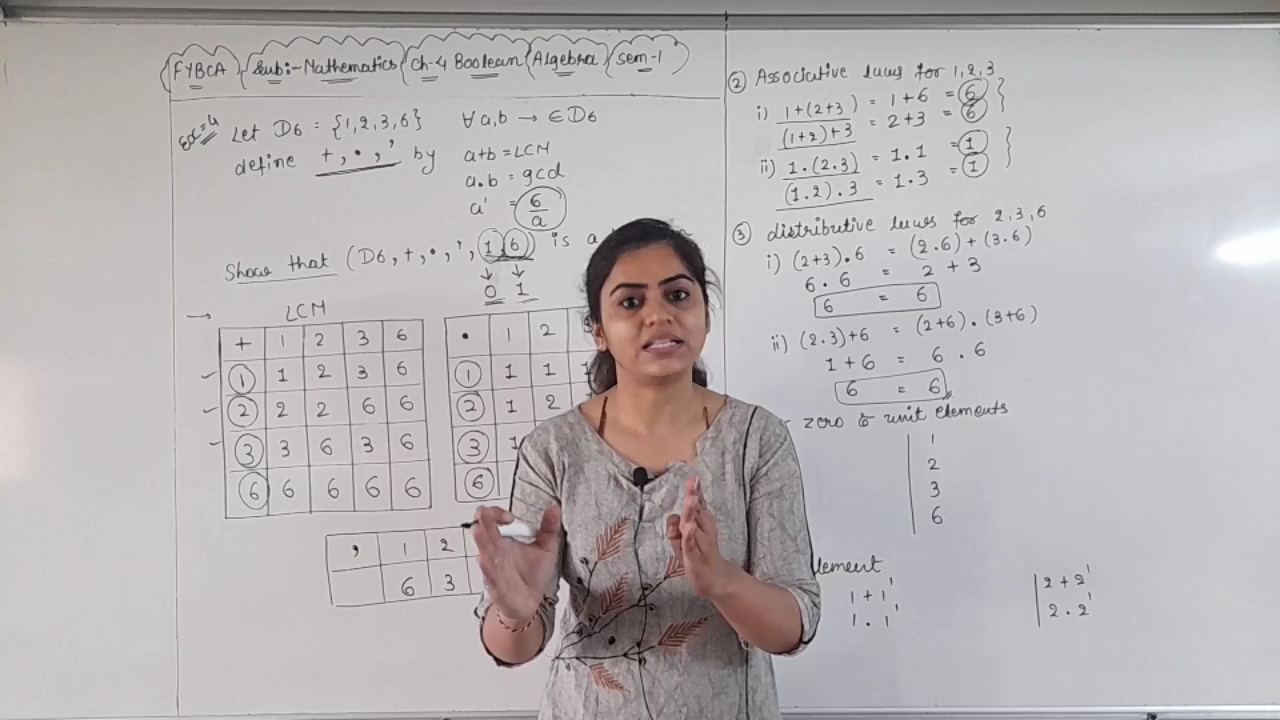 FYBCA Sub:- Mathematics Ch-4 Boolean Algebra Sem-1
Ex:-4 Let D6 = {1,2,3,6} ∀ a,b → ∈ D6
define +, •, ' by a+b = LCM
a.b = gcd
a' = 6/a
Show that (D6, +, •, ', 1, 6) is a
↓ ↓
0 1
→ LCM
+ 1 2 3 6
1 1 2 3 6
2 2 2 6 6
3 3 6 3 6
6 6 6 6 6
• 1 2
1 1 1 1
2 1 2
3 1
6
' 1 2
6 3
② Associative laws for 1,2,3
i) 1+(2+3) = 1+6 = 6
(1+2)+3 = 2+3 = 6
ii) 1.(2.3) = 1.1 = 1
(1.2).3 = 1.3 = 1
③ distributive laws for 2,3,6
i) (2+3).6 = (2.6)+(3.6)
6.6 = 2+3
6 = 6
ii) (2.3)+6 = (2+6).(3+6)
1+6 = 6.6
6 = 6
- zero & unit elements
1
2
3
6
lement
1+1'
1.1'
2+2'
2.2'